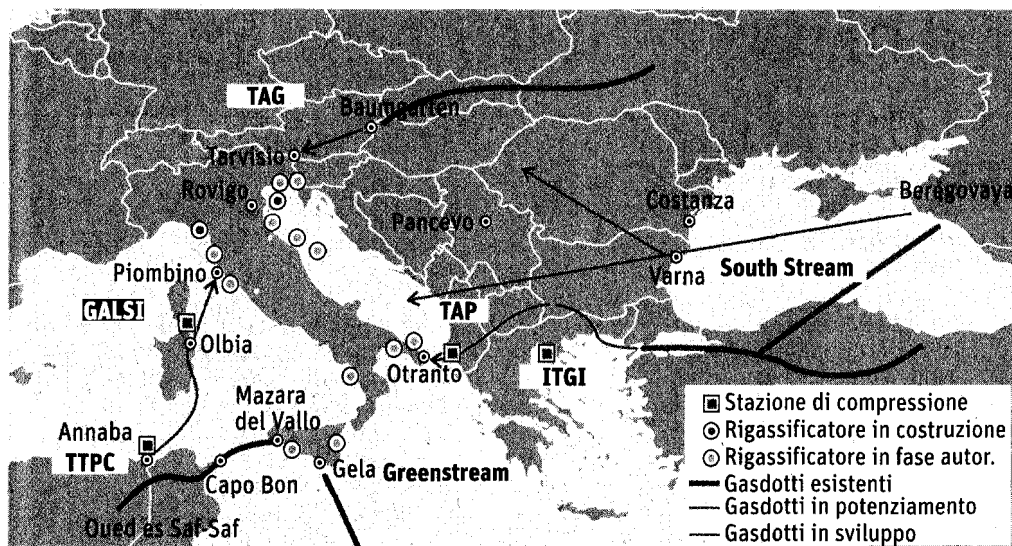 TAG
Baumgarten
Tarvisio
Rovigo
Pancevo
Costanza
Beregovaya
Piombino
Varna
South Stream
GALSI
TAP
Olbia
Otranto
ITGI
Mazara
del Vallo
Annaba
TTPC
Capo Bon
Gela
Greenstream
Oued es Saf-Saf
Stazione di compressione
Rigassificatore in costruzione
Rigassificatore in fase autor.
Gasdotti esistenti
Gasdotti in potenziamento
Gasdotti in sviluppo